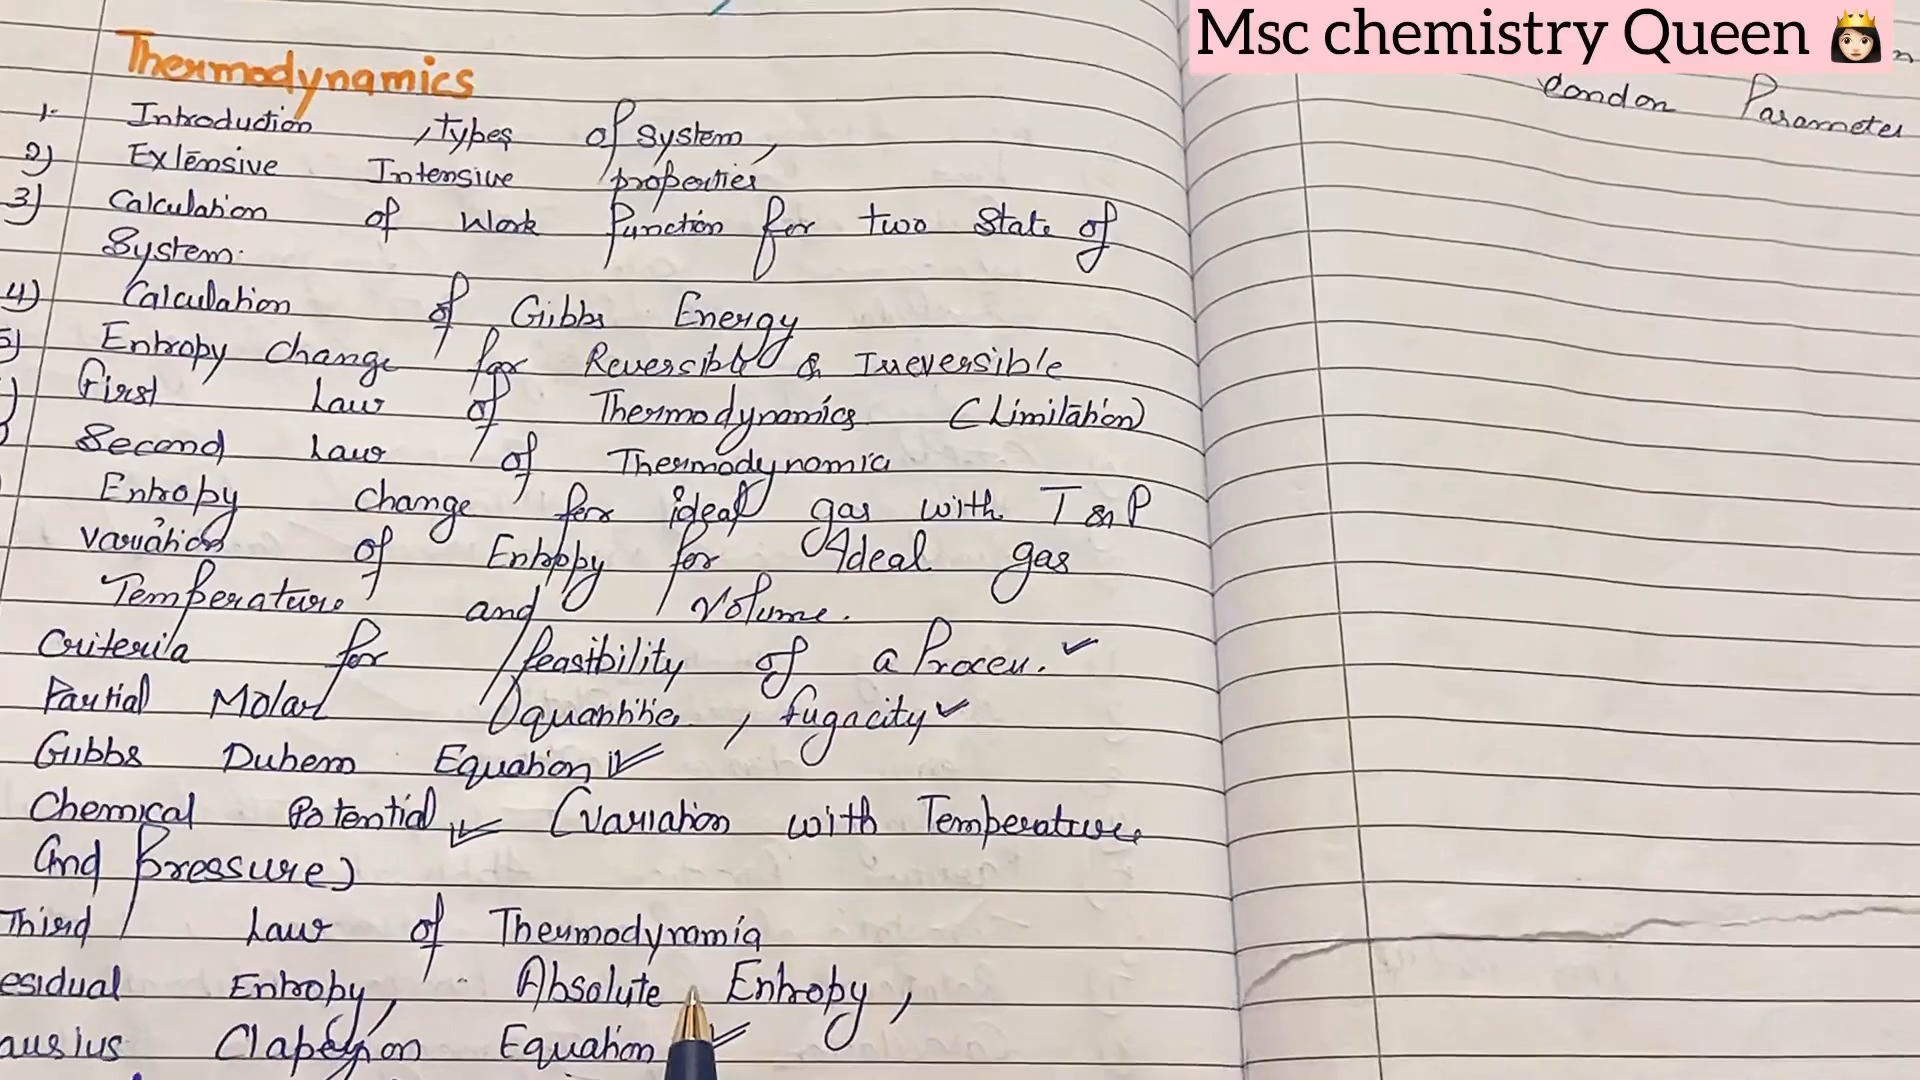 Msc chemistry Queen
Thermodynamics
1. Introduction, types of system,
2) Extensive Intensive properties
3) Calculation of Work function for two State of
System.
4) Calculation of Gibbs Energy
5) Entropy change for Reversible & Irreversible
First Law of Thermodynamics (Limitation)
Second Law of Thermodynamics
Entropy change for ideal gas with T & P
variation of Entropy for Ideal gas
Temperature and Volume.
Criteria for feasibility of a Process.
Partial Molar Quantities, fugacity
Gibbs Duhem Equation
Chemical Potential (variation with Temperature
and pressure)
Third Law of Thermodynamics
esidual Entropy, Absolute Entropy,
ausius Clapeyron Equation
London Parameter